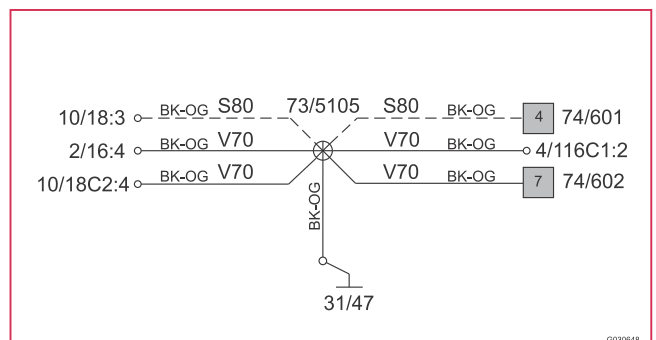 10/18:3 BK-OG S80 73/5105 S80 BK-OG 4 74/601
2/16:4 BK-OG V70 V70 BK-OG 4/116C1:2
10/18C2:4 BK-OG V70 V70 BK-OG 7 74/602
BK-OG
31/47
G030648